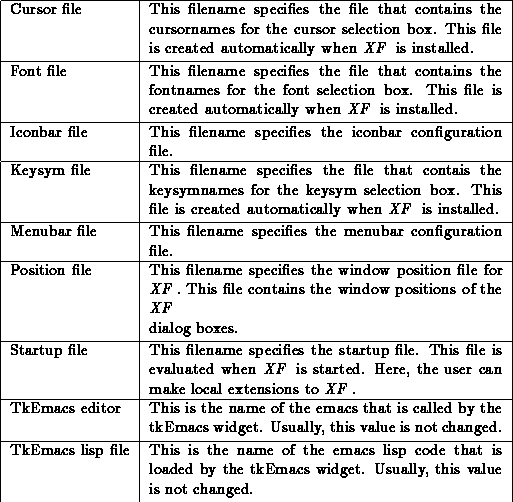 Cursor file This filename specifies the file that contains the
cursornames for the cursor selection box. This file
is created automatically when XF is installed.
Font file This filename specifies the file that contains the
fontnames for the font selection box. This file is
created automatically when XF is installed.
Iconbar file This filename specifies the iconbar configuration
file.
Keysym file This filename specifies the file that contais the
keysymnames for the keysym selection box. This
file is created automatically when XF is installed.
Menubar file This filename specifies the menubar configuration
file.
Position file This filename specifies the window position file for
XF . This file contains the window positions of the
XF
dialog boxes.
Startup file This filename specifies the startup file. This file is
evaluated when XF is started. Here, the user can
make local extensions to XF .
TkEmacs editor This is the name of the emacs that is called by the
tkEmacs widget. Usually, this value is not changed.
TkEmacs lisp file This is the name of the emacs lisp code that is
loaded by the tkEmacs widget. Usually, this value
is not changed.